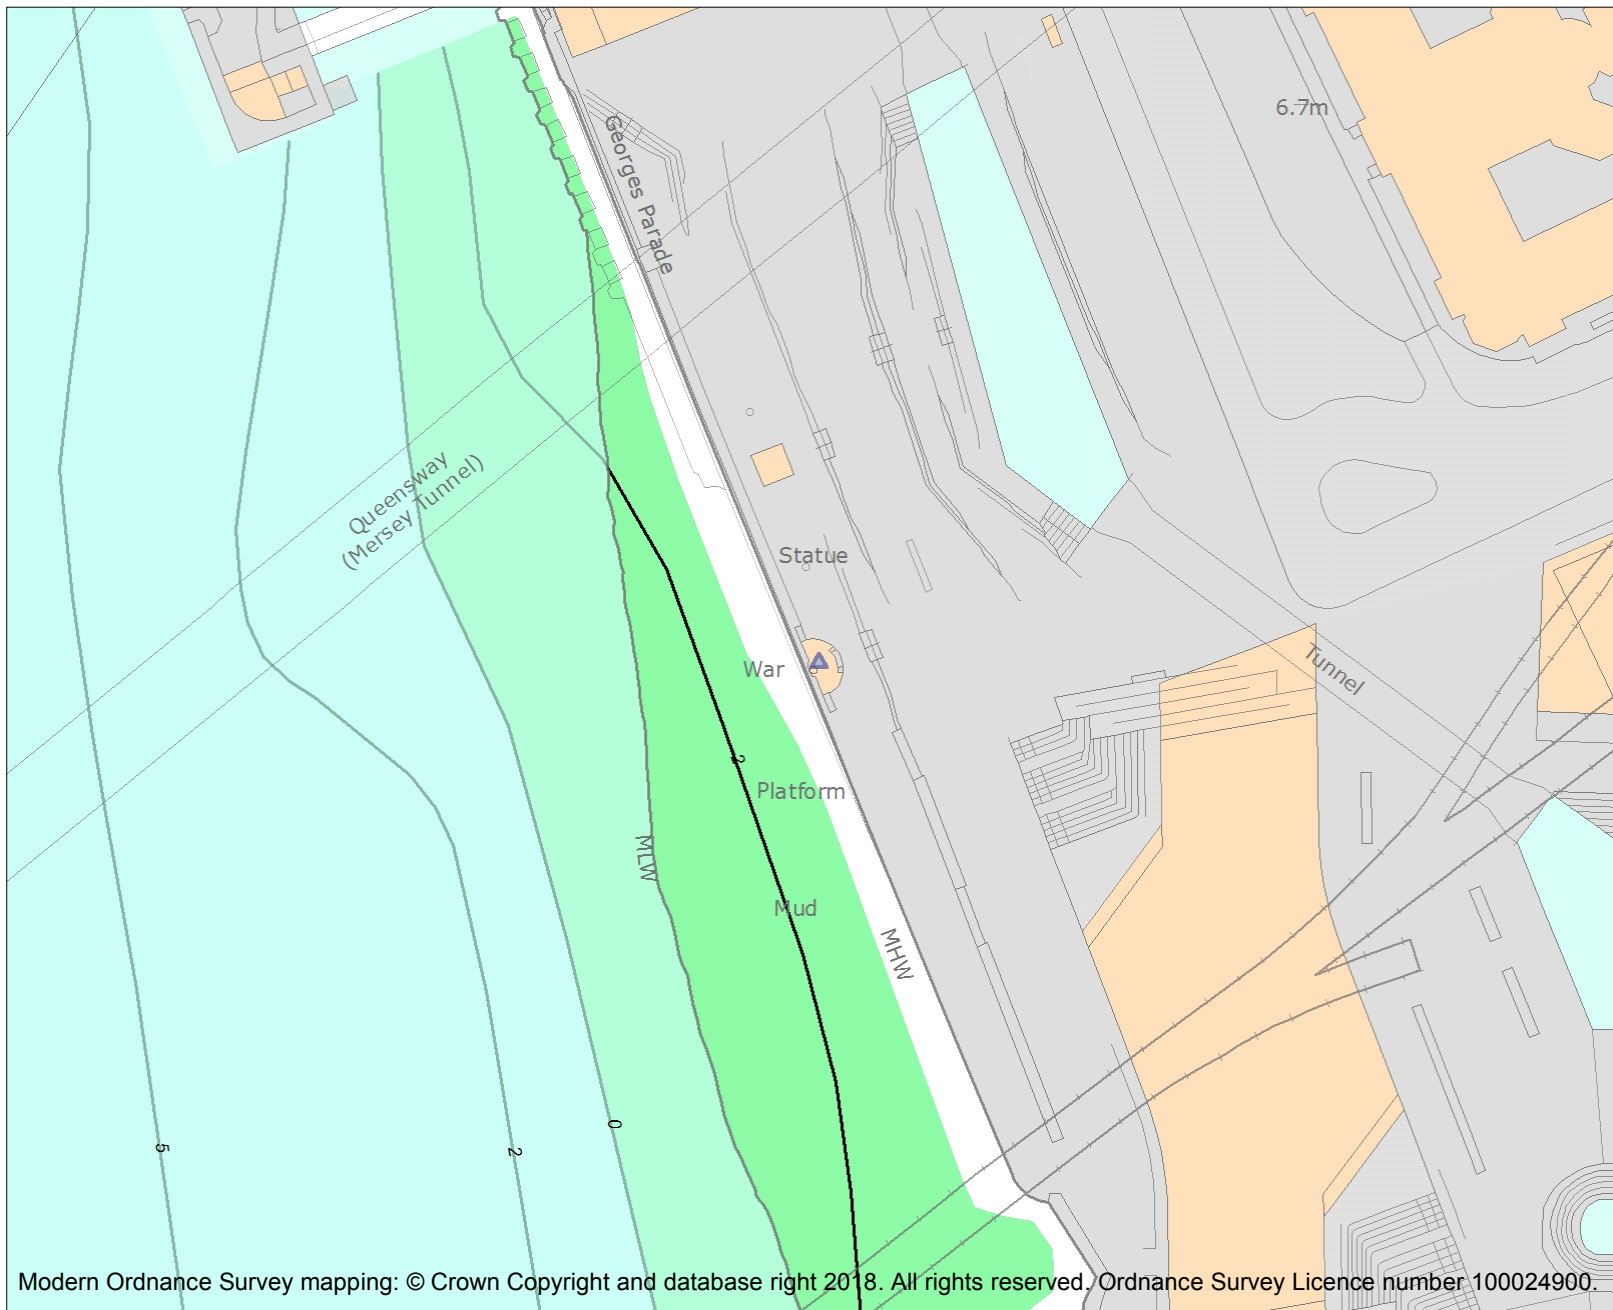 6.7m
Georges Parade
Queensway
(Mersey Tunnel)
Statue
War
Tunnel
2
Platform
MLW
Mud
MHW
5
2
0
Modern Ordnance Survey mapping: © Crown Copyright and database right 2018. All rights reserved. Ordnance Survey Licence number 100024900.